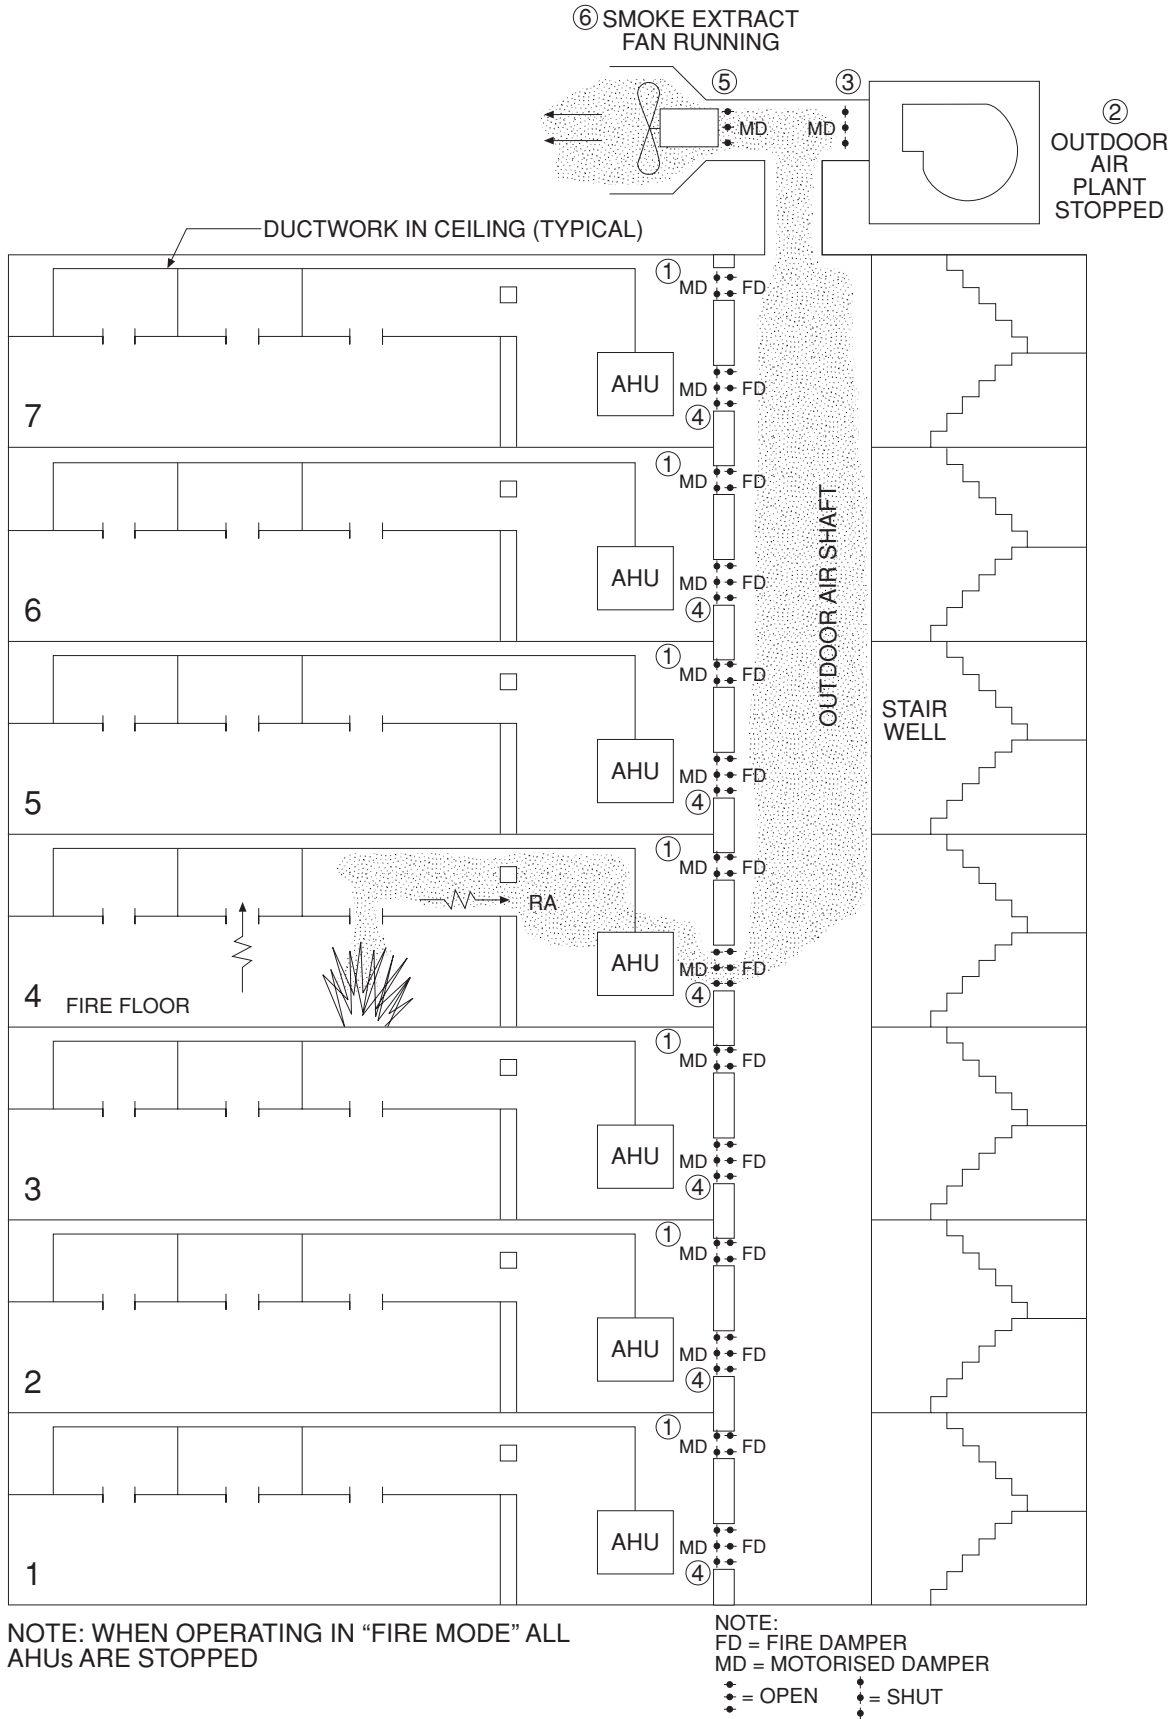 ⑥ SMOKE EXTRACT
FAN RUNNING
⑤
③
②
OUTDOOR
AIR
PLANT
STOPPED
MD
MD
DUCTWORK IN CEILING (TYPICAL)
①
MD FD
AHU
MD FD
④
7
①
MD FD
AHU
MD FD
④
6
OUTDOOR AIR SHAFT
①
MD FD
AHU
MD FD
④
5
STAIR
WELL
①
MD FD
RA
AHU
MD FD
④
4 FIRE FLOOR
①
MD FD
AHU
MD FD
④
3
①
MD FD
AHU
MD FD
④
2
①
MD FD
AHU
MD FD
④
1
NOTE: WHEN OPERATING IN “FIRE MODE” ALL
AHUs ARE STOPPED
NOTE:
FD = FIRE DAMPER
MD = MOTORISED DAMPER
= OPEN = SHUT